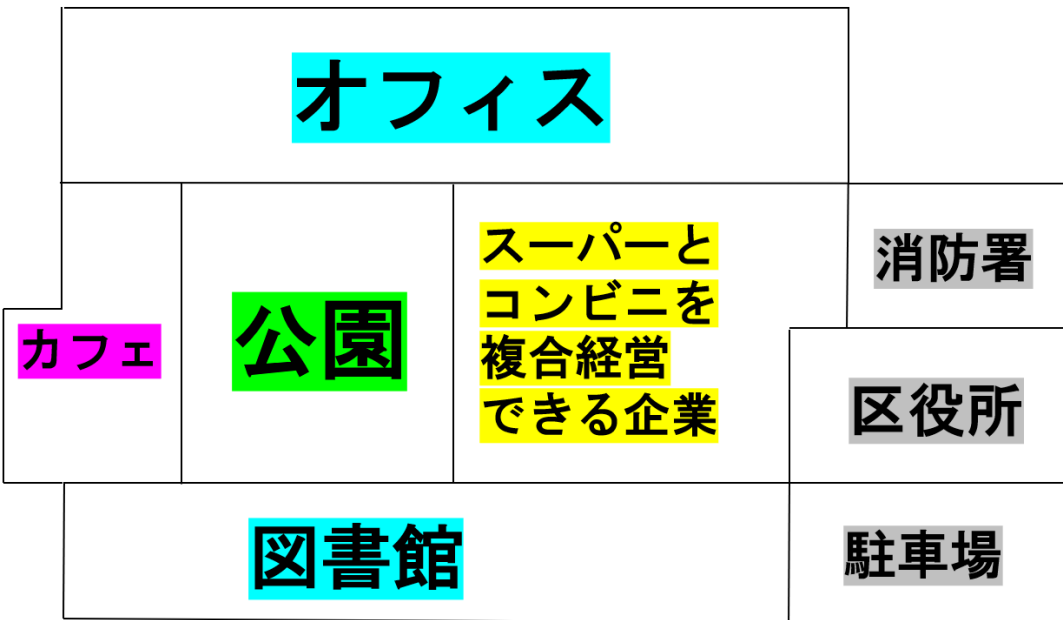 オフィス
カフェ
公園
スーパーと
コンビニを
複合経営
できる企業
消防署
区役所
図書館
駐車場